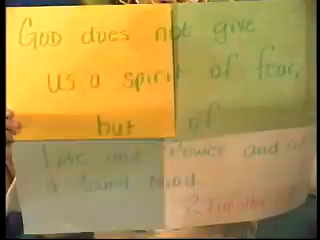 GOD does not give
us a spirit of fear,
but of
Love and Power and of
a sound mind
2 Timothy